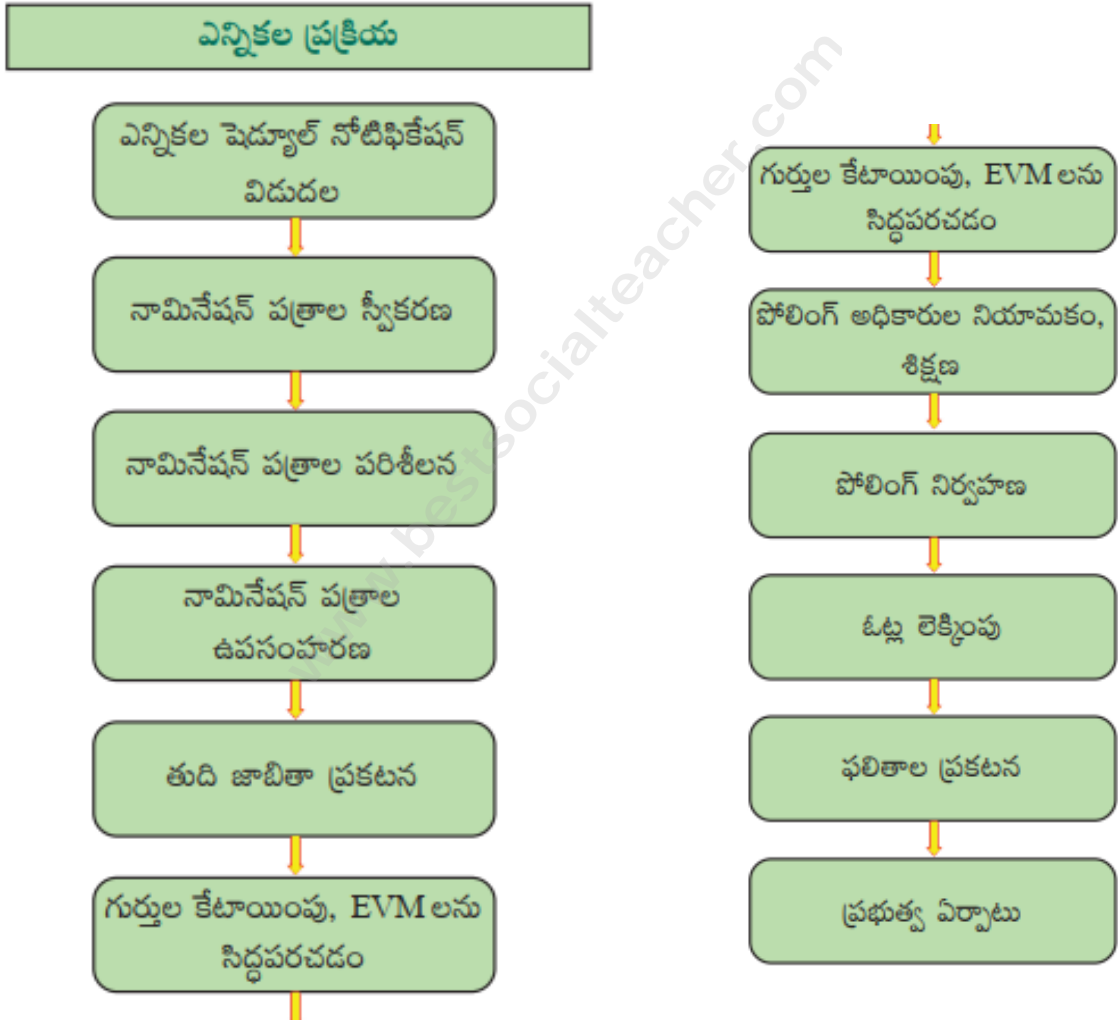 ఎన్నికల ప్రక్రియ
ఎన్నికల షెడ్యూల్ నోటిఫికేషన్
విడుదల
నామినేషన్ పత్రాల స్వీకరణ
నామినేషన్ పత్రాల పరిశీలన
నామినేషన్ పత్రాల
ఉపసంహరణ
తుది జాబితా ప్రకటన
గుర్తుల కేటాయింపు, EVM లను
సిద్ధపరచడం
గుర్తుల కేటాయింపు, EVM లను
సిద్ధపరచడం
పోలింగ్ అధికారుల నియామకం,
శిక్షణ
పోలింగ్ నిర్వహణ
ఓట్ల లెక్కింపు
ఫలితాల ప్రకటన
ప్రభుత్వ ఏర్పాటు
www.bestsocialteacher.com